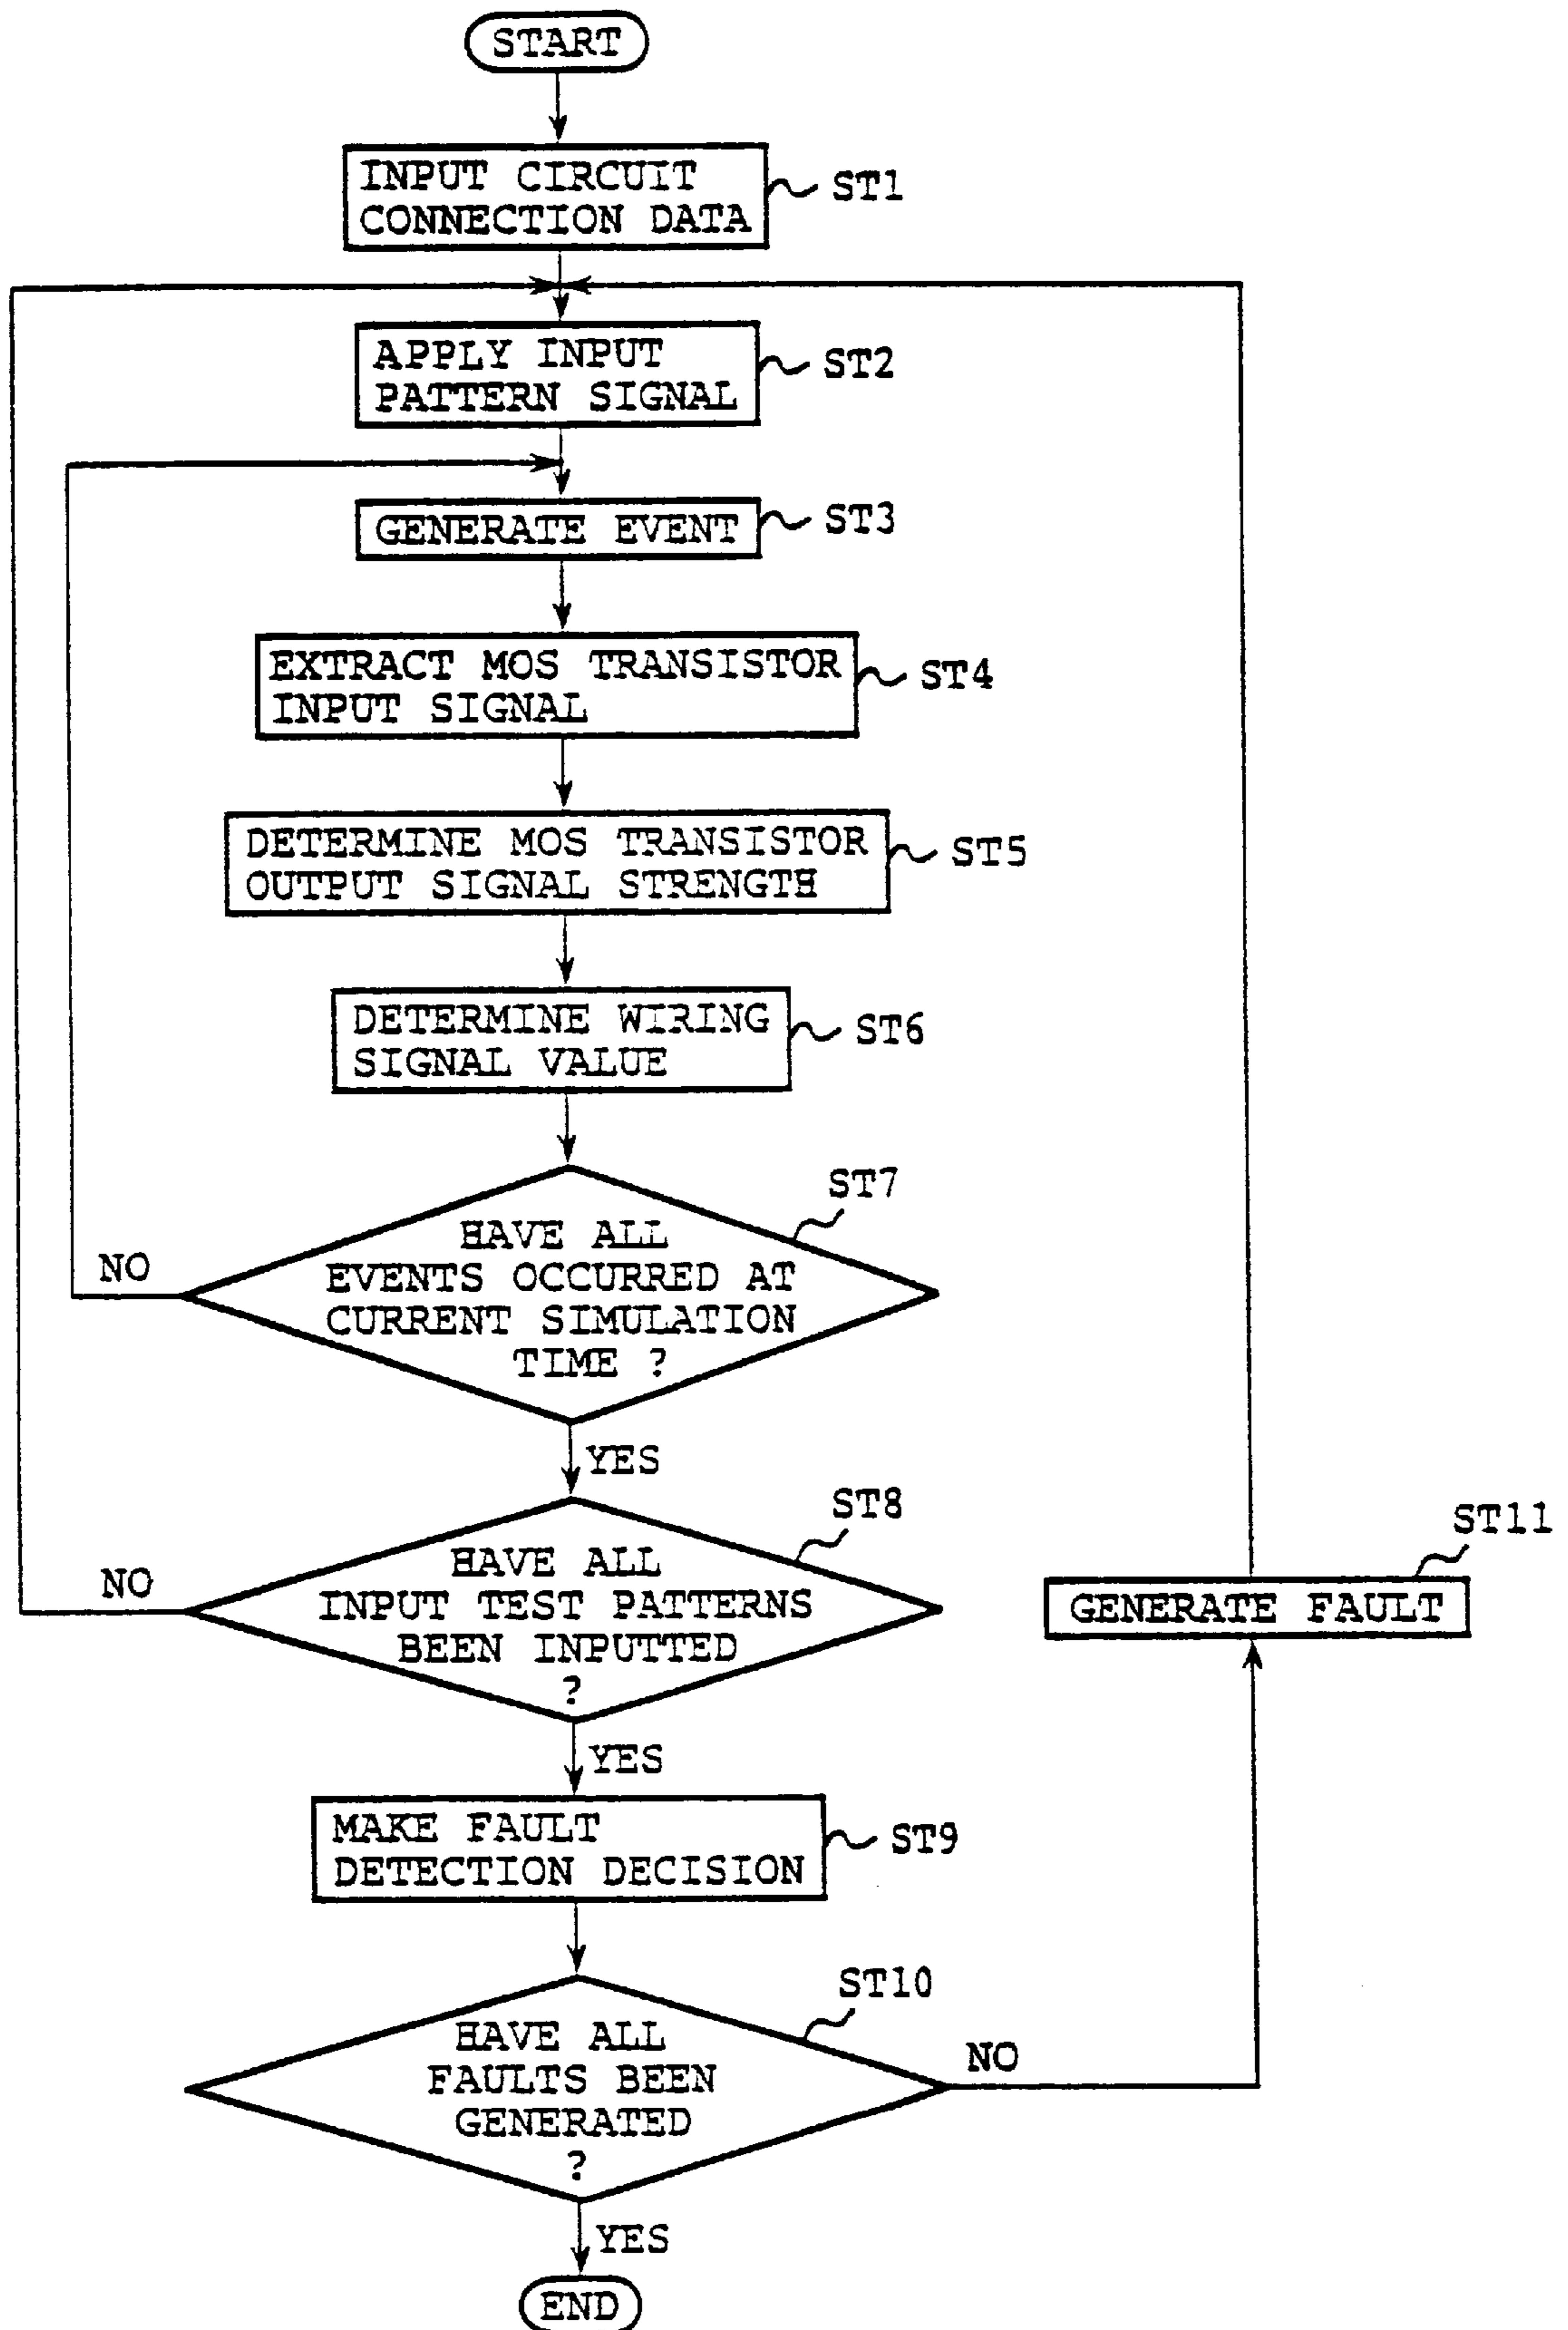 START
INPUT CIRCUIT
CONNECTION DATA
ST1
APPLY INPUT
PATTERN SIGNAL
ST2
GENERATE EVENT
ST3
EXTRACT MOS TRANSISTOR
INPUT SIGNAL
ST4
DETERMINE MOS TRANSISTOR
OUTPUT SIGNAL STRENGTH
ST5
DETERMINE WIRING
SIGNAL VALUE
ST6
ST7
HAVE ALL
EVENTS OCCURRED AT
CURRENT SIMULATION
TIME ?
NO
YES
ST8
HAVE ALL
INPUT TEST PATTERNS
BEEN INPUTTED
?
NO
YES
ST11
GENERATE FAULT
MAKE FAULT
DETECTION DECISION
ST9
ST10
HAVE ALL
FAULTS BEEN
GENERATED
?
NO
YES
END